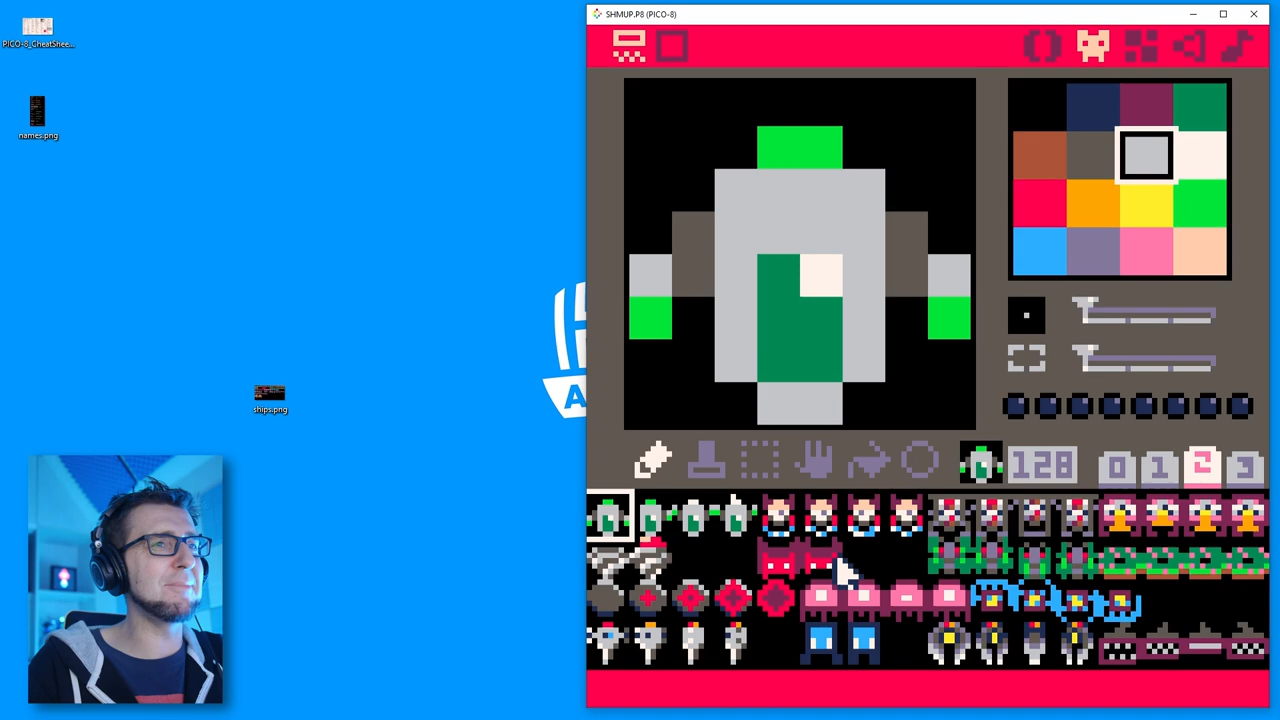 PICO-8_CheatShee...
names.png
ships.png
SHMUP.P8 (PICO-8)
128
0
1
2
3
A